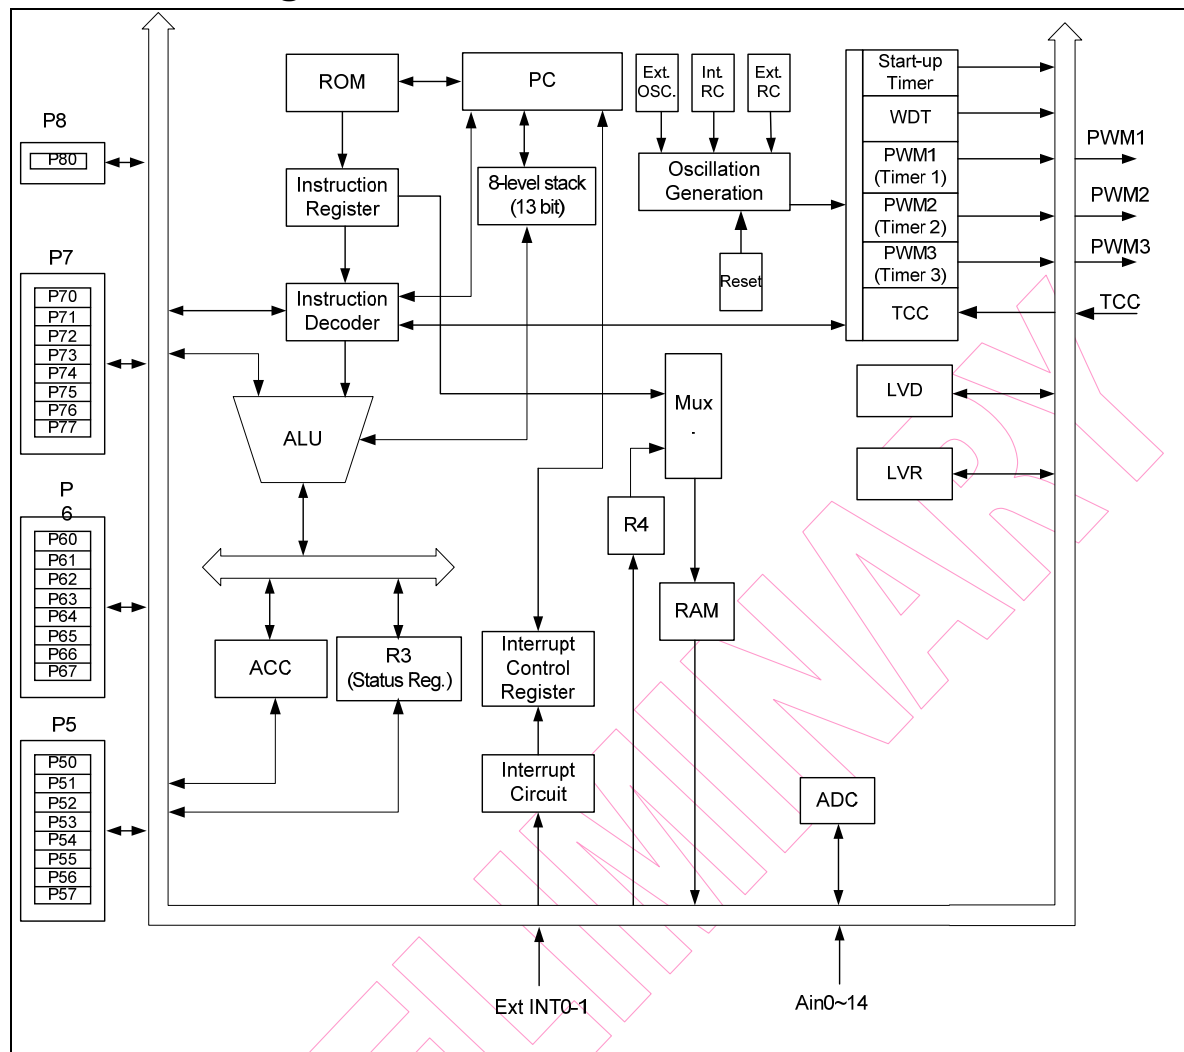 ROM
PC
Ext.
OSC.
Int.
RC
Ext.
RC
Start-up
Timer
WDT
PWM1
(Timer 1)
PWM2
(Timer 2)
PWM3
(Timer 3)
TCC
PWM1
PWM2
PWM3
TCC
P8
P80
Instruction
Register
8-level stack
(13 bit)
Oscillation
Generation
Reset
P7
P70
P71
P72
P73
P74
P75
P76
P77
Instruction
Decoder
ALU
Mux
.
LVD
LVR
R4
RAM
P
6
P60
P61
P62
P63
P64
P65
P66
P67
ACC
R3
(Status Reg.)
Interrupt
Control
Register
Interrupt
Circuit
ADC
P5
P50
P51
P52
P53
P54
P55
P56
P57
Ext INT0-1
Ain0~14